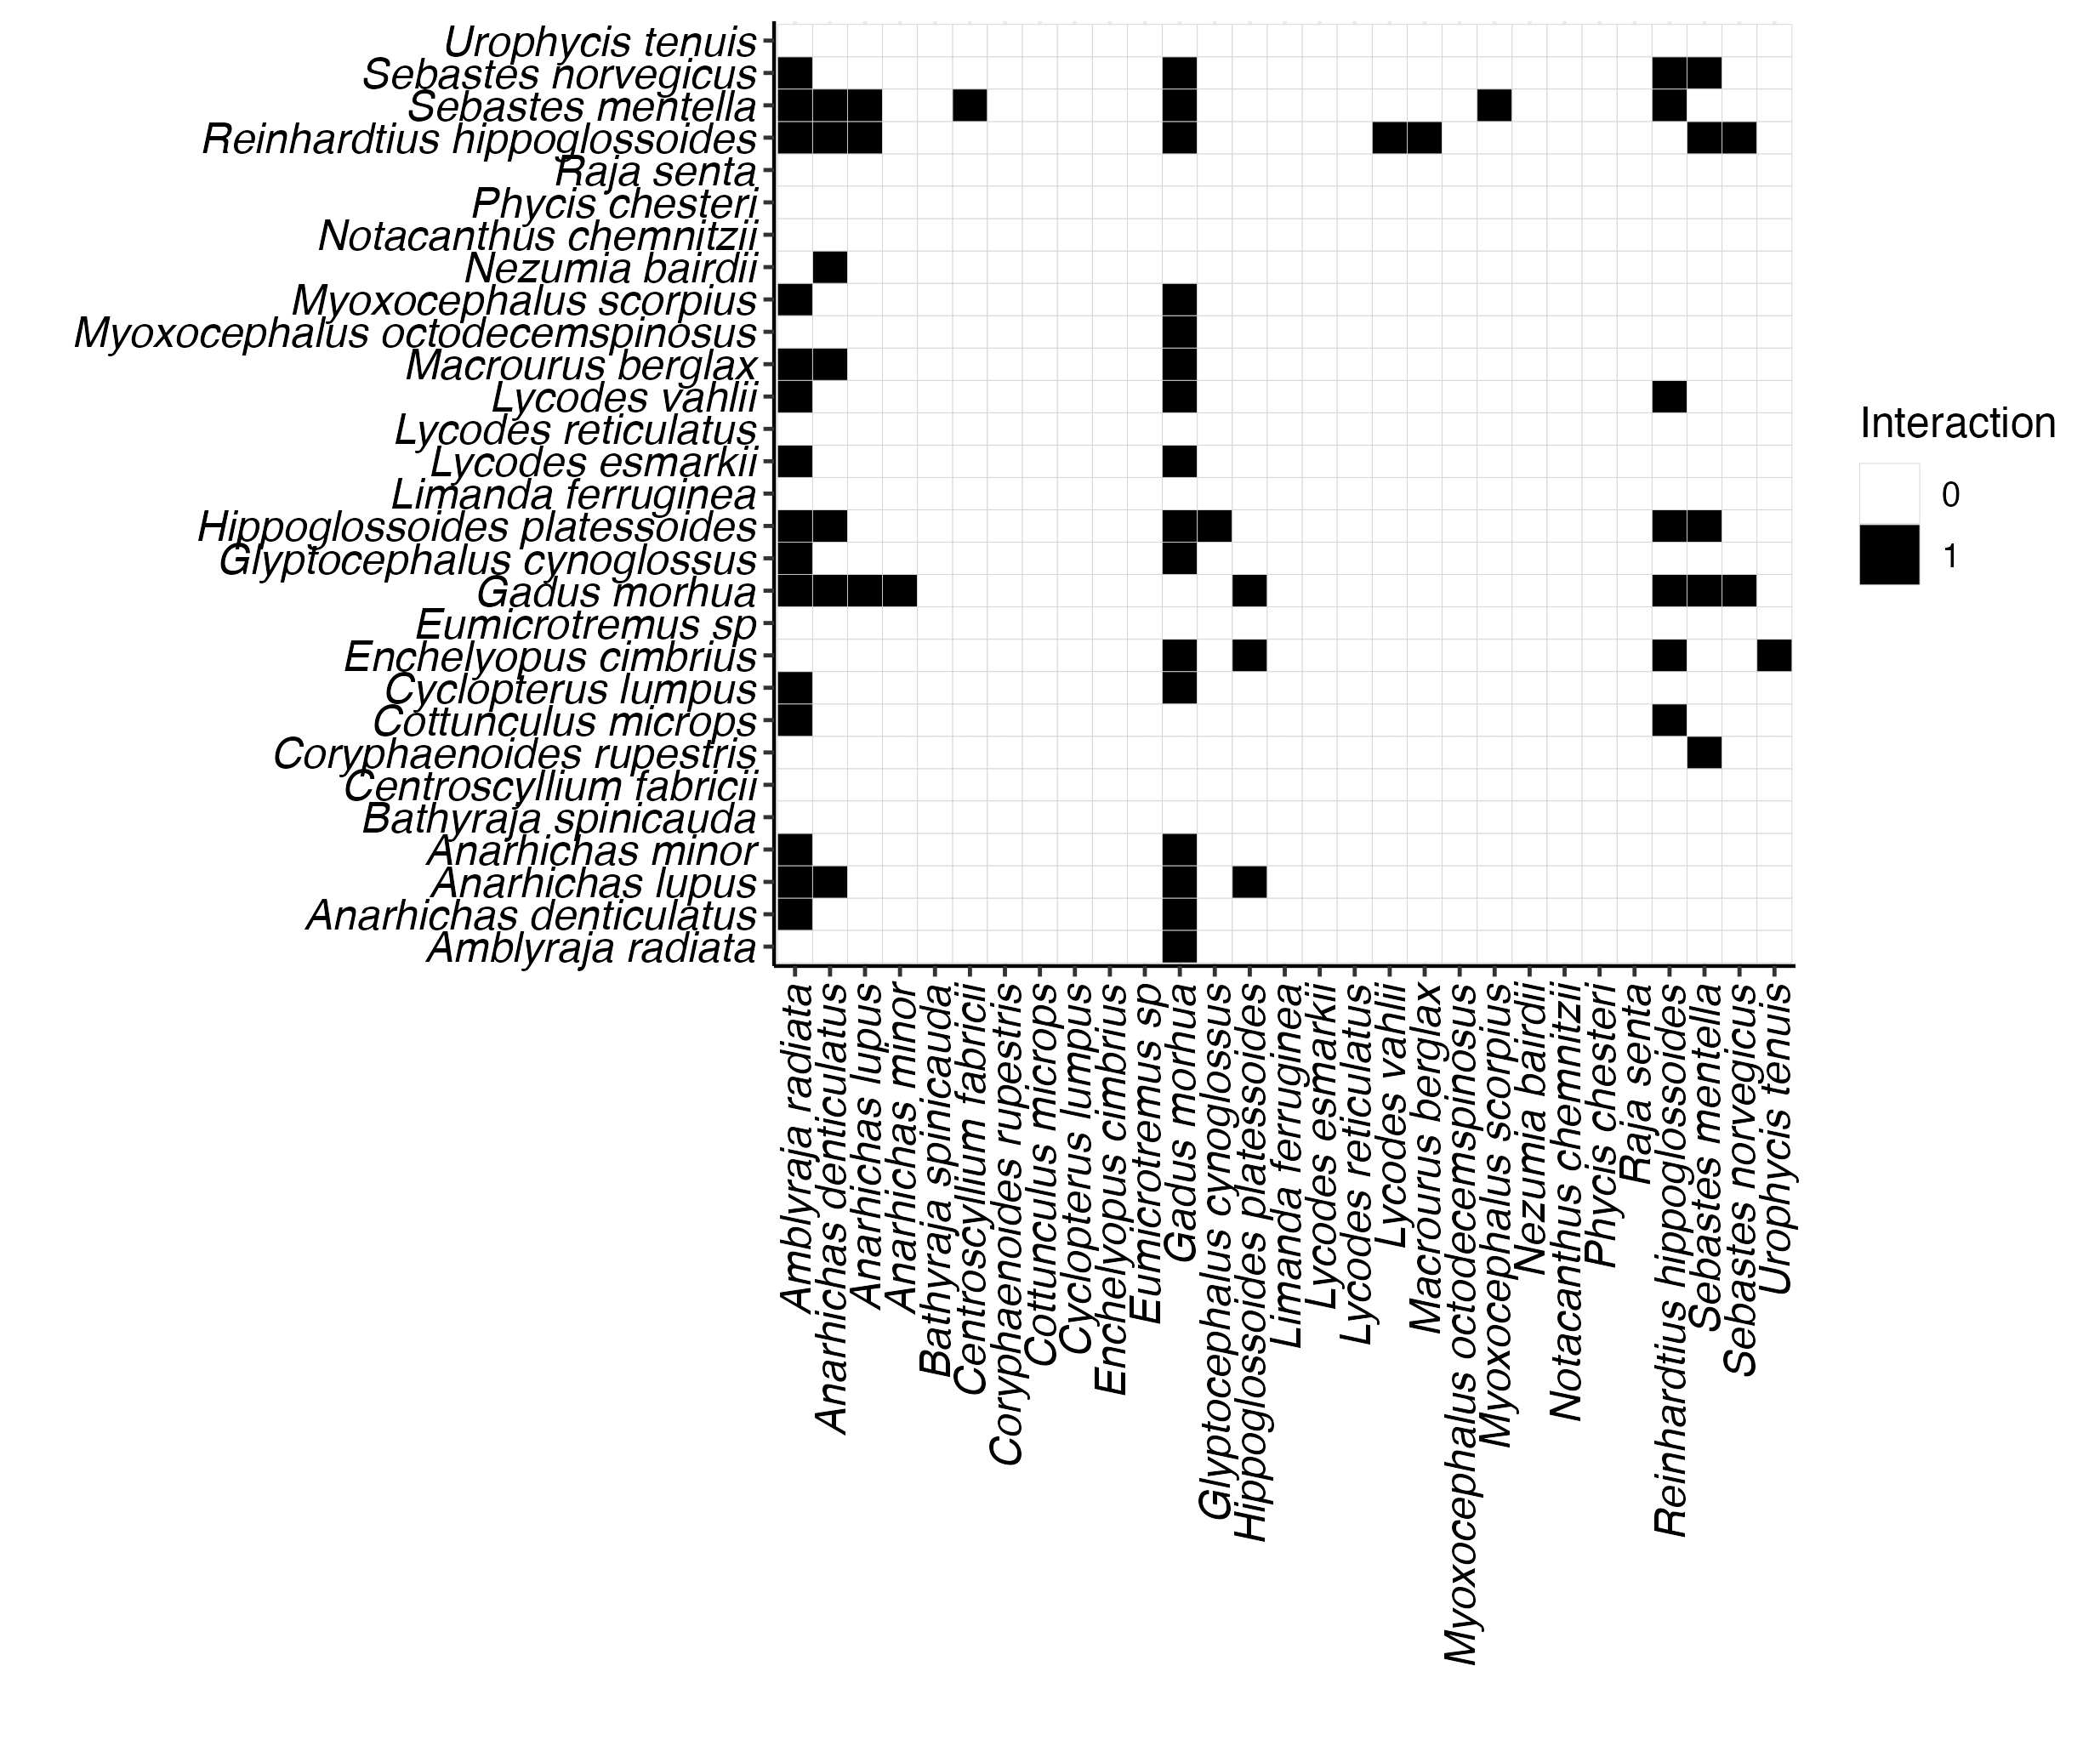 Urophycis tenuis
Sebastes norvegicus
Sebastes mentella
Reinhardtius hippoglossoides
Raja senta
Phycis chesteri
Notacanthus chemnitzii
Nezumia bairdii
Myoxocephalus scorpius
Myoxocephalus octodecemspinosus
Macrourus berglax
Lycodes vahlii
Lycodes reticulatus
Lycodes esmarkii
Limanda ferruginea
Hippoglossoides platessoides
Glyptocephalus cynoglossus
Gadus morhua
Eumicrotremus sp
Enchelyopus cimbrius
Cyclopterus lumpus
Cottunculus microps
Coryphaenoides rupestris
Centroscyllium fabricii
Bathyraja spinicauda
Anarhichas minor
Anarhichas lupus
Anarhichas denticulatus
Amblyraja radiata
Amblyraja radiata
Anarhichas denticulatus
Anarhichas lupus
Anarhichas minor
Bathyraja spinicauda
Centroscyllium fabricii
Coryphaenoides rupestris
Cottunculus microps
Cyclopterus lumpus
Enchelyopus cimbrius
Eumicrotremus sp
Gadus morhua
Glyptocephalus cynoglossus
Hippoglossoides platessoides
Limanda ferruginea
Lycodes esmarkii
Lycodes reticulatus
Lycodes vahlii
Macrourus berglax
Myoxocephalus octodecemspinosus
Myoxocephalus scorpius
Nezumia bairdii
Notacanthus chemnitzii
Phycis chesteri
Raja senta
Reinhardtius hippoglossoides
Sebastes mentella
Sebastes norvegicus
Urophycis tenuis
Interaction
0
1